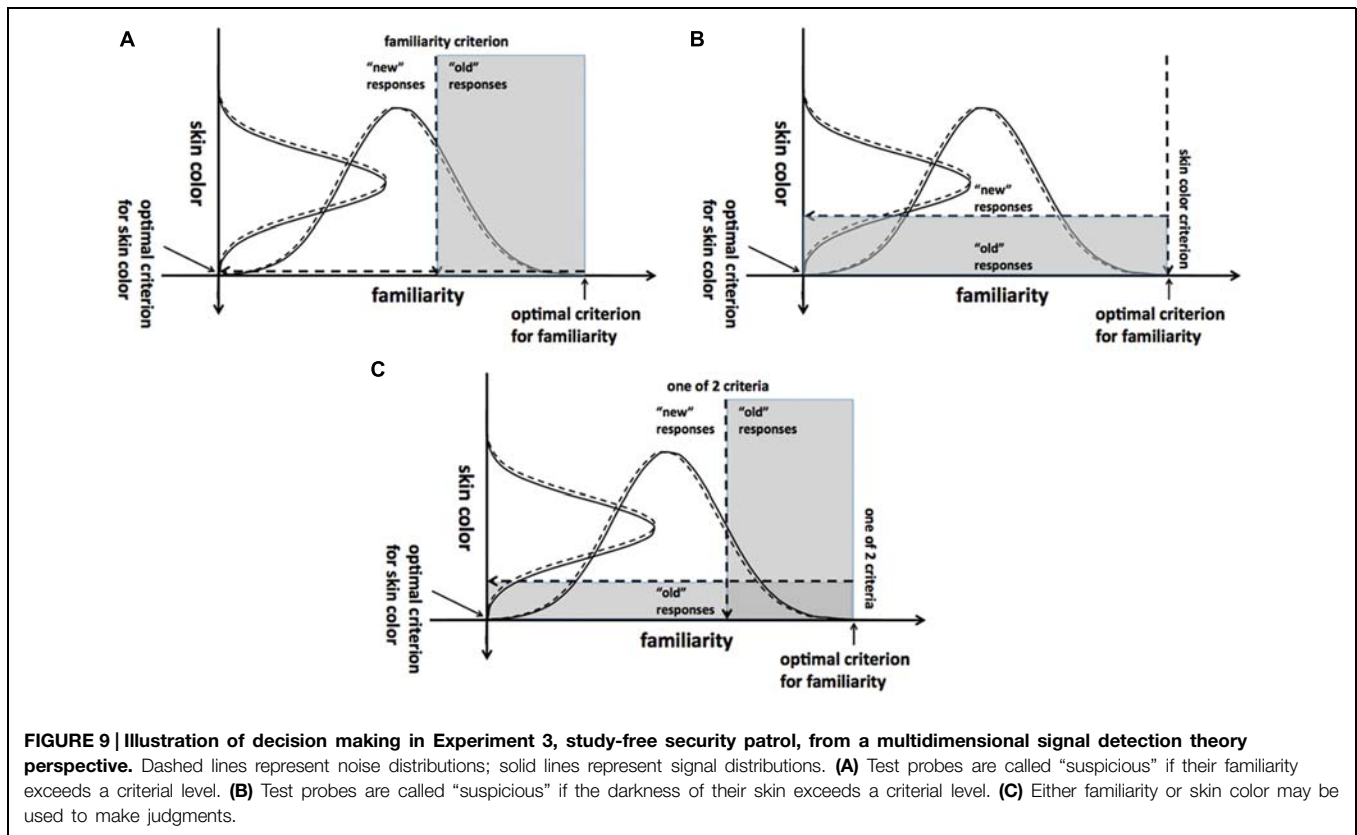 A
familiarity criterion
"new"
responses
"old"
responses
skin color
optimal criterion
for skin color
familiarity
optimal criterion
for familiarity
B
skin color
skin color criterion
"new"
responses
optimal criterion
for skin color
"old"
responses
familiarity
optimal criterion
for familiarity
C
one of 2 criteria
"new"
responses
"old"
responses
skin color
one of 2 criteria
optimal criterion
for skin color
"old"
responses
familiarity
optimal criterion
for familiarity
FIGURE 9 | Illustration of decision making in Experiment 3, study-free security patrol, from a multidimensional signal detection theory
perspective. Dashed lines represent noise distributions; solid lines represent signal distributions. (A) Test probes are called “suspicious” if their familiarity
exceeds a criterial level. (B) Test probes are called “suspicious” if the darkness of their skin exceeds a criterial level. (C) Either familiarity or skin color may be
used to make judgments.